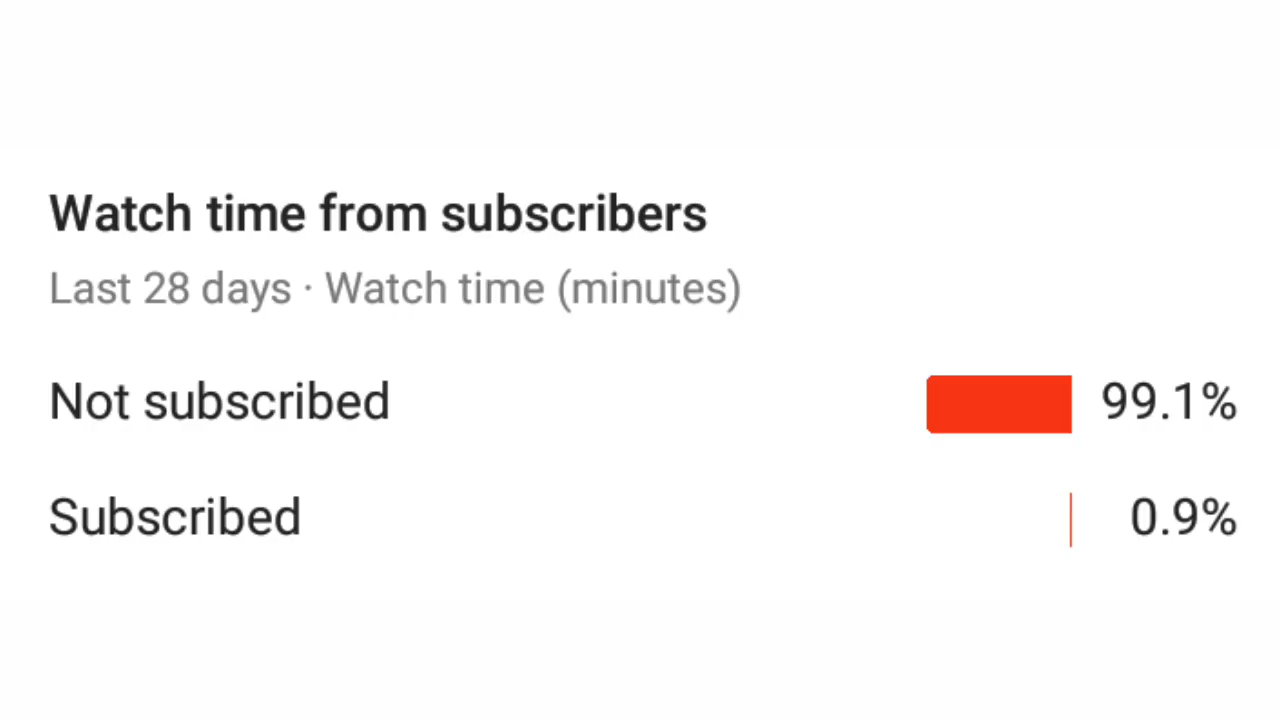 Watch time from subscribers
Last 28 days · Watch time (minutes)
Not subscribed 99.1%
Subscribed 0.9%